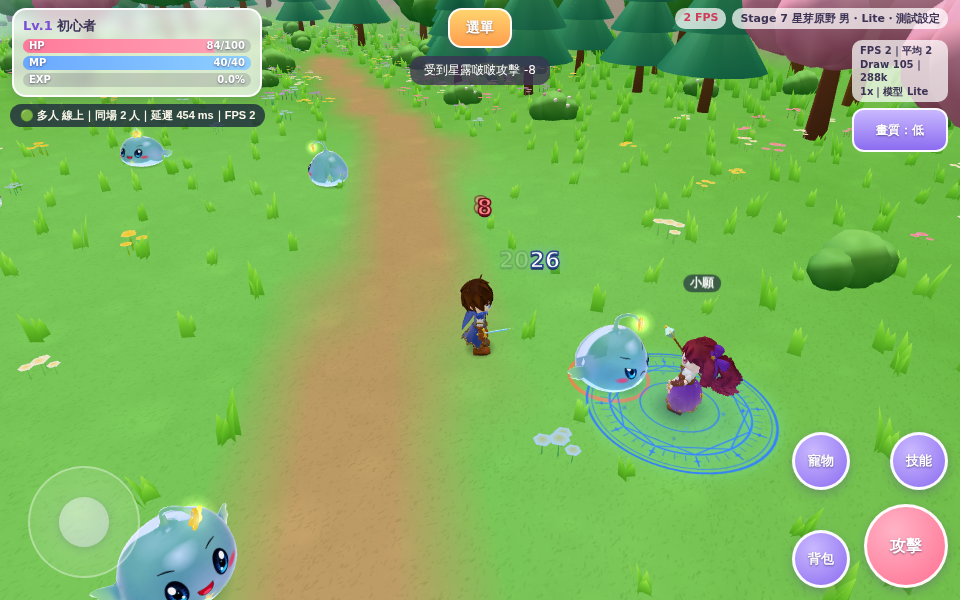 Lv.1 初心者
HP 84/100
MP 40/40
EXP 0.0%
多人 線上｜同場 2 人｜延遲 454 ms｜FPS 2
選單
受到星露啵啵攻擊 -8
2 FPS
Stage 7 星芽原野 男 · Lite · 測試設定
FPS 2｜平均 2
Draw 105｜
288k
1x｜模型 Lite
畫質：低
8
20
26
小願
寵物
技能
背包
攻擊